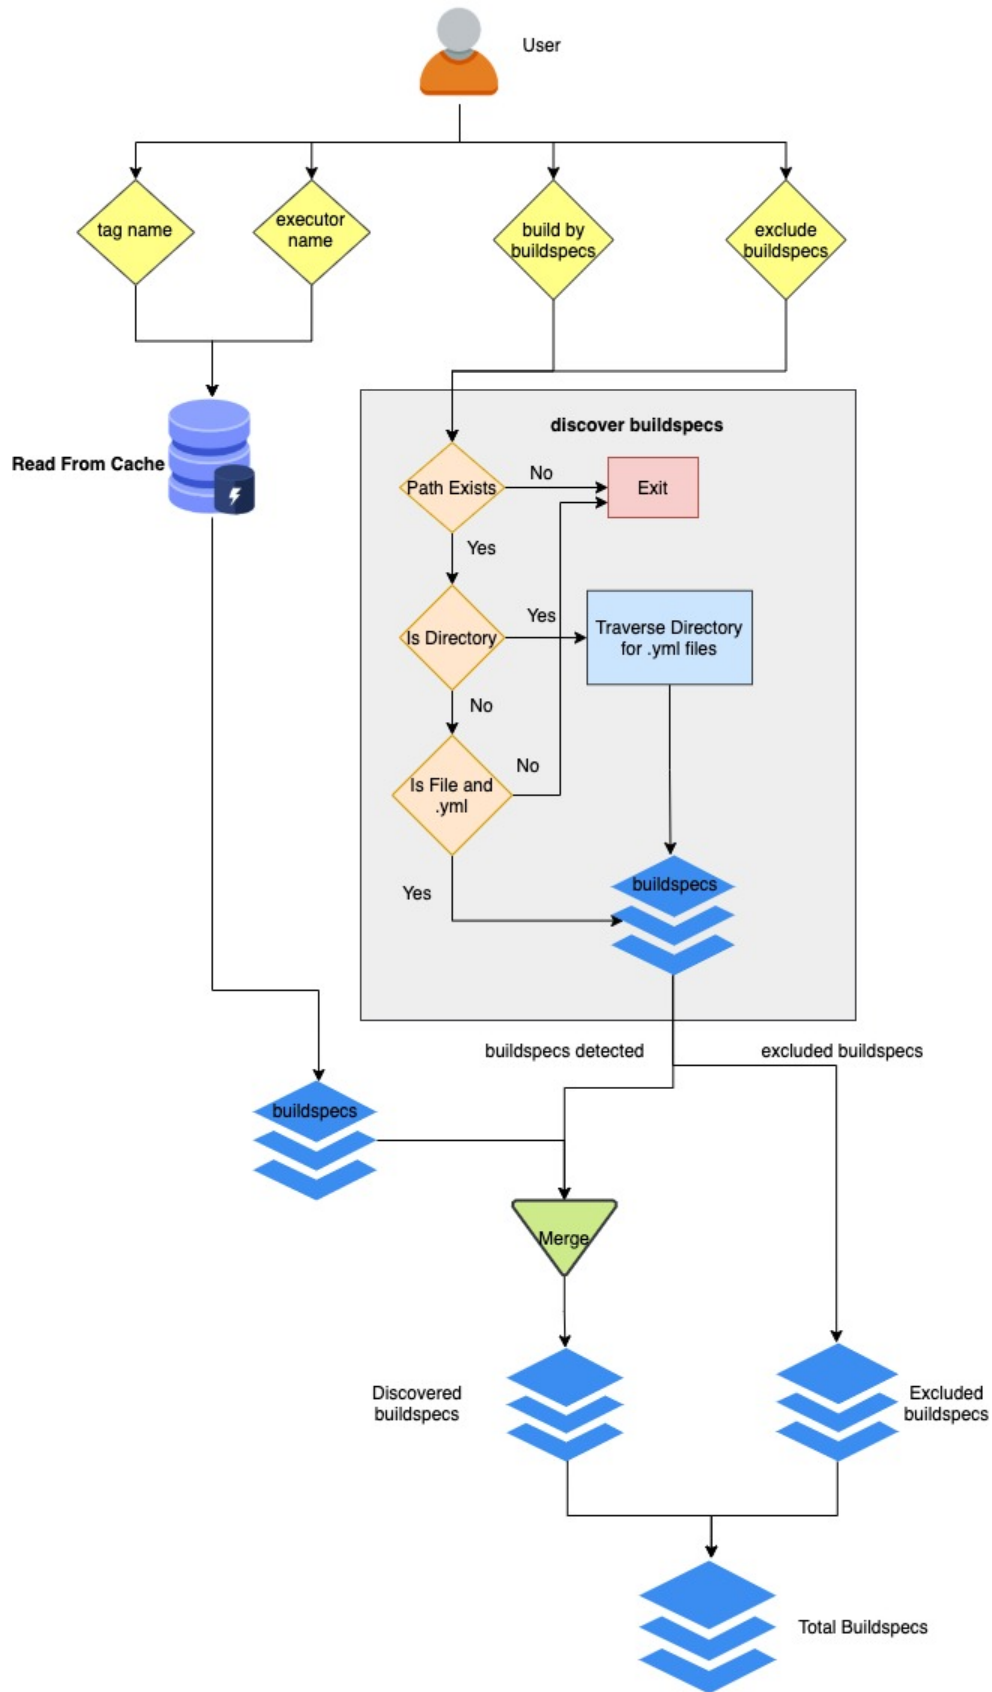 User
tag name
executor
name
build by
buildspecs
exclude
buildspecs
discover buildspecs
Read From Cache
Path Exists
No
Exit
Yes
Is Directory
Yes
Traverse Directory
for .yml files
No
Is File and
.yml
No
Yes
buildspecs
buildspecs detected
excluded buildspecs
buildspecs
Merge
Discovered
buildspecs
Excluded
buildspecs
Total Buildspecs